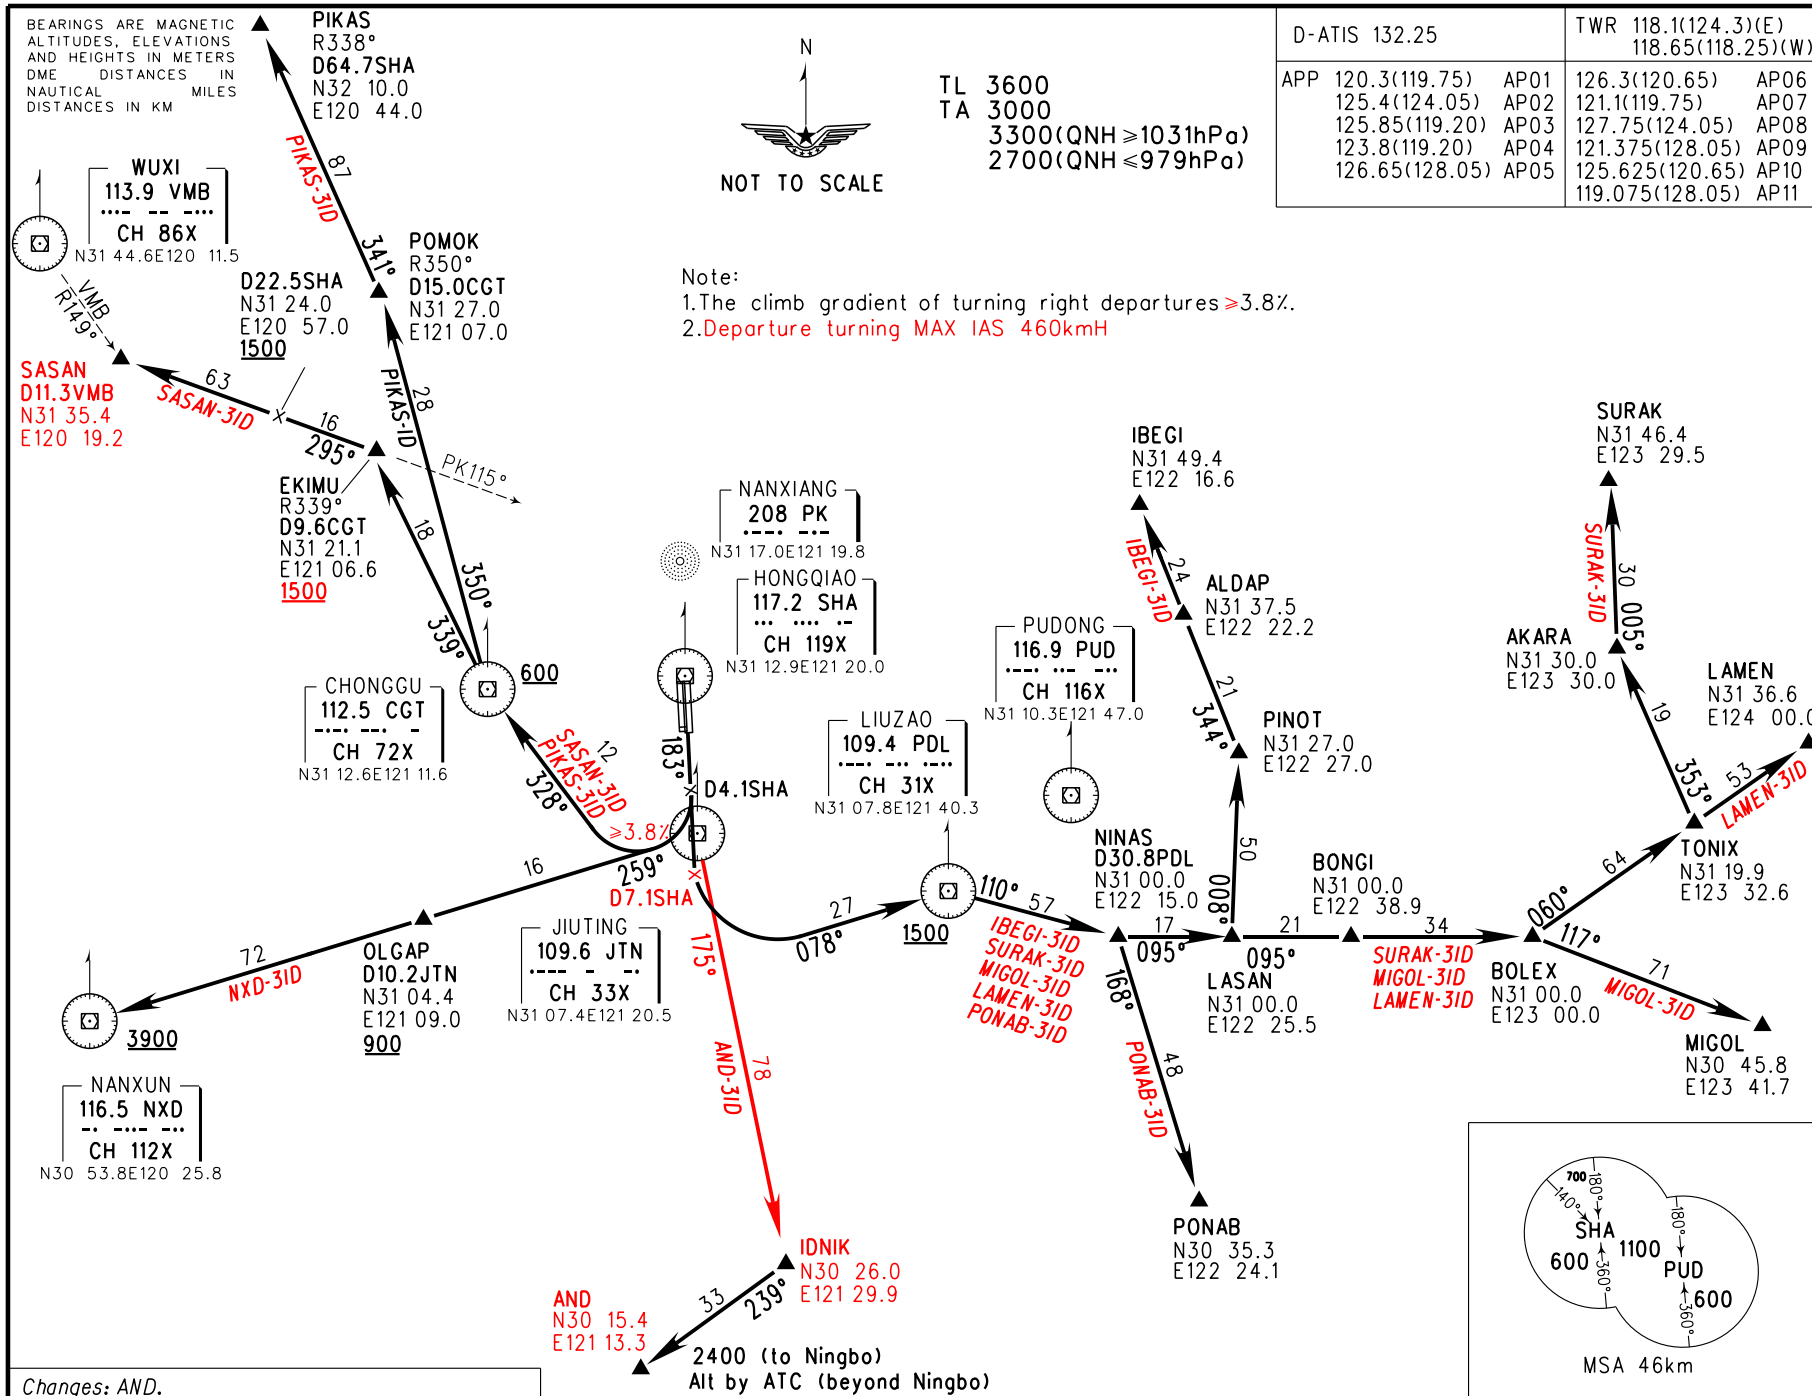 BEARINGS ARE MAGNETIC
ALTITUDES, ELEVATIONS
AND HEIGHTS IN METERS
DME DISTANCES IN
NAUTICAL MILES
DISTANCES IN KM
PIKAS
R338°
D64.7SHA
N32 10.0
E120 44.0
N
NOT TO SCALE
TL 3600
TA 3000
3300(QNH ≥1031hPa)
2700(QNH ≤979hPa)
D-ATIS 132.25
TWR 118.1(124.3)(E)
118.65(118.25)(W)
APP 120.3(119.75) AP01
125.4(124.05) AP02
125.85(119.20) AP03
123.8(119.20) AP04
126.65(128.05) AP05
126.3(120.65) AP06
121.1(119.75) AP07
127.75(124.05) AP08
121.375(128.05) AP09
125.625(120.65) AP10
119.075(128.05) AP11
WUXI
113.9 VMB
CH 86X
N31 44.6E120 11.5
VMB
R149°
87
PIKAS-31D
341°
POMOK
R350°
D15.0CGT
N31 27.0
E121 07.0
D22.5SHA
N31 24.0
E120 57.0
1500
SASAN
D11.3VMB
N31 35.4
E120 19.2
63
SASAN-31D
16
295°
PK115°
EKIMU
R339°
D9.6CGT
N31 21.1
E121 06.6
1500
28
PIKAS-1D
350°
18
339°
Note:
1.The climb gradient of turning right departures ≥3.8%.
2.Departure turning MAX IAS 460kmH
NANXIANG
208 PK
N31 17.0E121 19.8
HONGQIAO
117.2 SHA
CH 119X
N31 12.9E121 20.0
600
CHONGGU
112.5 CGT
CH 72X
N31 12.6E121 11.6
12
SASAN-31D
PIKAS-31D
328°
≥3.8%
183°
D4.1SHA
D7.1SHA
16
259°
OLGAP
D10.2JTN
N31 04.4
E121 09.0
900
72
NXD-31D
3900
NANXUN
116.5 NXD
CH 112X
N30 53.8E120 25.8
JIUTING
109.6 JTN
CH 33X
N31 07.4E121 20.5
175°
78
AND-31D
IDNIK
N30 26.0
E121 29.9
33
239°
AND
N30 15.4
E121 13.3
2400 (to Ningbo)
Alt by ATC (beyond Ningbo)
27
078°
LIUZAO
109.4 PDL
CH 31X
N31 07.8E121 40.3
1500
PUDONG
116.9 PUD
CH 116X
N31 10.3E121 47.0
110°
57
IBEGI-31D
SURAK-31D
MIGOL-31D
LAMEN-31D
PONAB-31D
NINAS
D30.8PDL
N31 00.0
E122 15.0
17
095°
168°
48
PONAB-31D
PONAB
N30 35.3
E122 24.1
LASAN
N31 00.0
E122 25.5
008°
50
PINOT
N31 27.0
E122 27.0
344°
21
ALDAP
N31 37.5
E122 22.2
24
IBEGI-31D
IBEGI
N31 49.4
E122 16.6
21
095°
BONGI
N31 00.0
E122 38.9
34
SURAK-31D
MIGOL-31D
LAMEN-31D
BOLEX
N31 00.0
E123 00.0
060°
64
117°
71
MIGOL-31D
MIGOL
N30 45.8
E123 41.7
TONIX
N31 19.9
E123 32.6
353°
19
53
LAMEN-31D
LAMEN
N31 36.6
E124 00.0
AKARA
N31 30.0
E123 30.0
005°
30
SURAK-31D
SURAK
N31 46.4
E123 29.5
700
180°
140°
SHA
600
360°
1100
180°
PUD
600
360°
MSA 46km
Changes: AND.